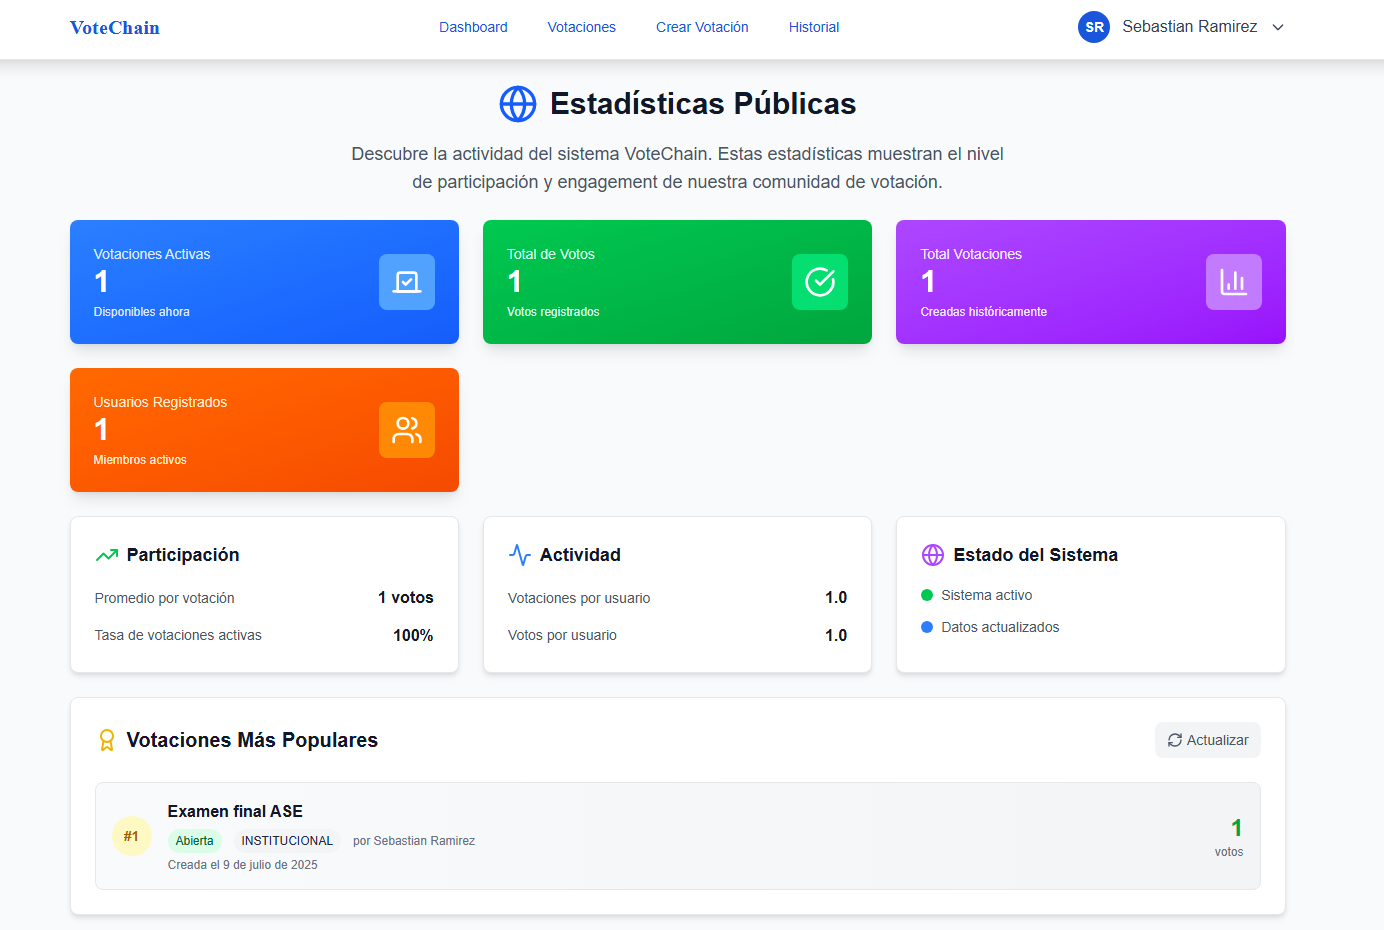 VoteChain
Dashboard
Votaciones
Crear Votación
Historial
SR
Sebastian Ramirez
Estadísticas Públicas
Descubre la actividad del sistema VoteChain. Estas estadísticas muestran el nivel
de participación y engagement de nuestra comunidad de votación.
Votaciones Activas
1
Disponibles ahora
Total de Votos
1
Votos registrados
Total Votaciones
1
Creadas históricamente
Usuarios Registrados
1
Miembros activos
Participación
Promedio por votación 1 votos
Tasa de votaciones activas 100%
Actividad
Votaciones por usuario 1.0
Votos por usuario 1.0
Estado del Sistema
Sistema activo
Datos actualizados
Votaciones Más Populares
Actualizar
#1
Examen final ASE
Abierta INSTITUCIONAL por Sebastian Ramirez
Creada el 9 de julio de 2025
1
votos